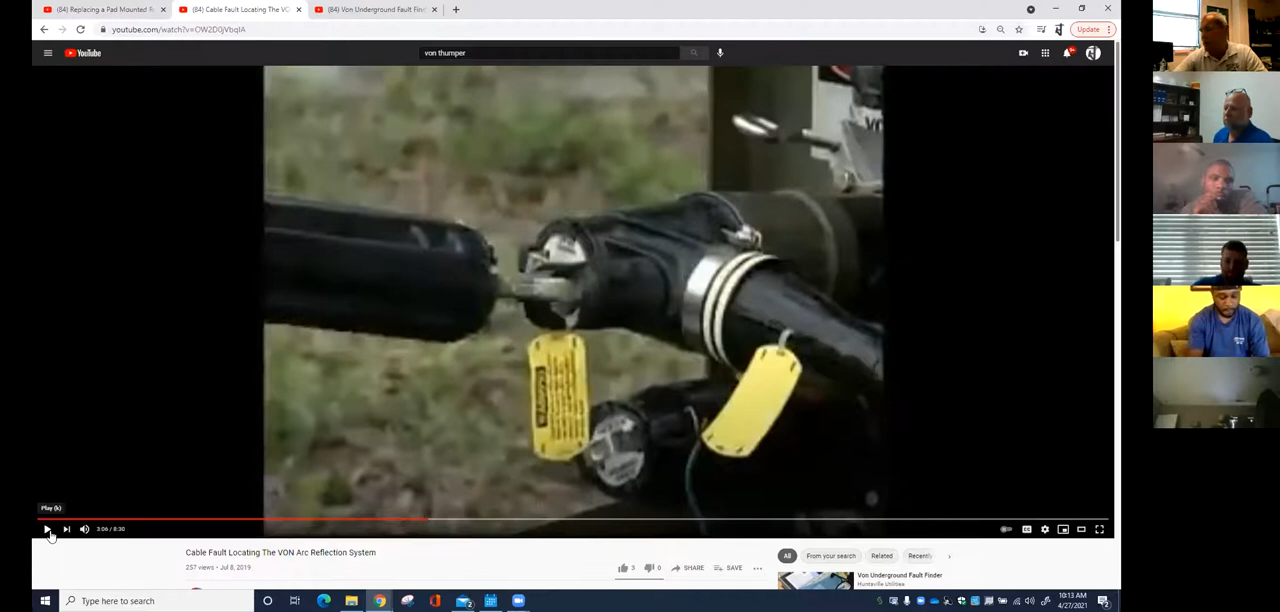 (84) Replacing a Pad Mounted R
(84) Cable Fault Locating The VO
(84) Von Underground Fault Find
youtube.com/watch?v=OW2D0jVbqIA
Update
YouTube
von thumper
9+
Play (k)
3:06 / 8:30
Cable Fault Locating The VON Arc Reflection System
257 views • Jul 8, 2019
3
0
SHARE
SAVE
All
From your search
Related
Recently
Von Underground Fault Finder
Huntsville Utilities
Type here to search
10:13 AM
4/27/2021
2